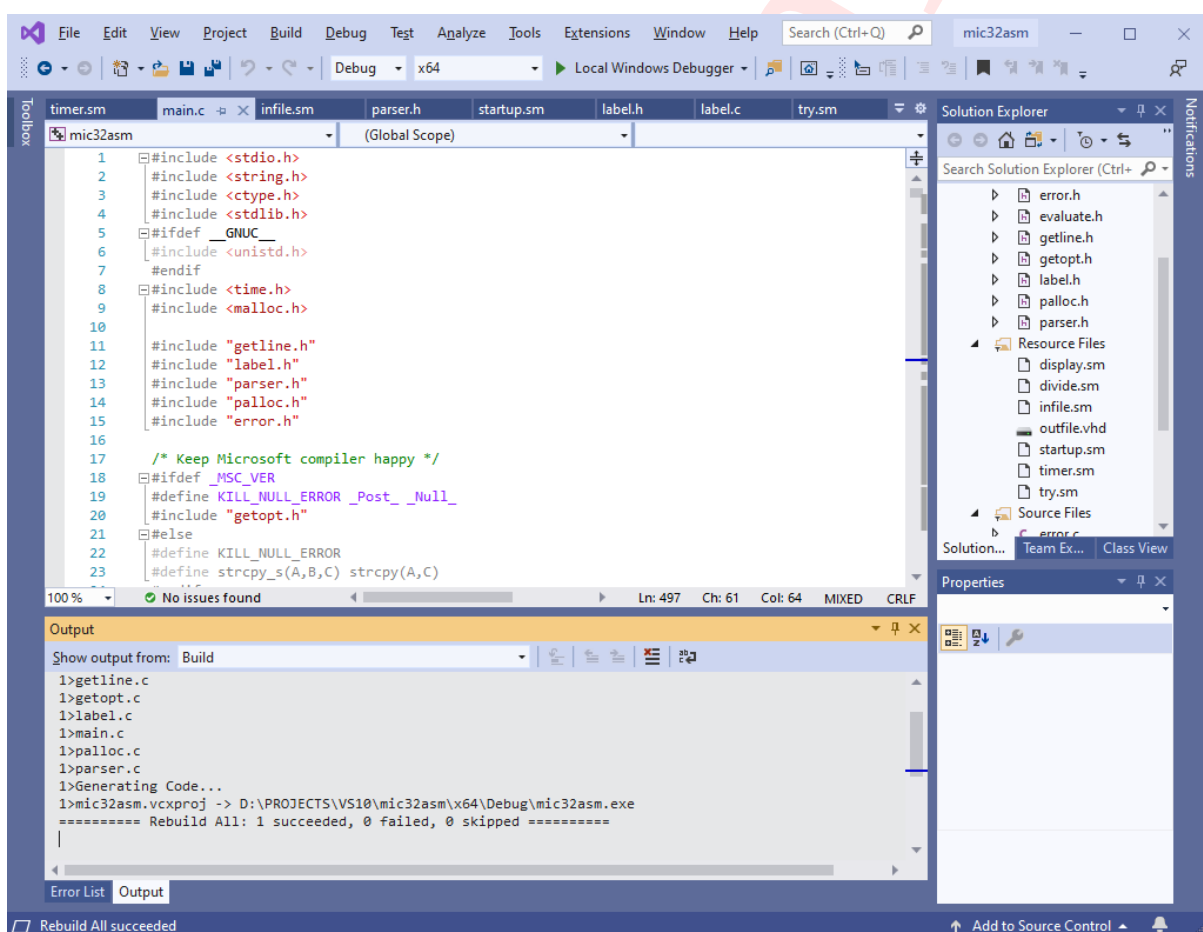 File Edit View Project Build Debug Test Analyze Tools Extensions Window Help Search (Ctrl+Q) mic32asm
Debug x64 Local Windows Debugger
Toolbox
timer.sm main.c infile.sm parser.h startup.sm label.h label.c try.sm
mic32asm (Global Scope)
1 #include <stdio.h>
2 #include <string.h>
3 #include <ctype.h>
4 #include <stdlib.h>
5 #ifdef __GNUC__
6 #include <unistd.h>
7 #endif
8 #include <time.h>
9 #include <malloc.h>
10
11 #include "getline.h"
12 #include "label.h"
13 #include "parser.h"
14 #include "palloc.h"
15 #include "error.h"
16
17 /* Keep Microsoft compiler happy */
18 #ifdef _MSC_VER
19 #define KILL_NULL_ERROR _Post_ _Null_
20 #include "getopt.h"
21 #else
22 #define KILL_NULL_ERROR
23 #define strcpy_s(A,B,C) strcpy(A,C)
100 % No issues found Ln: 497 Ch: 61 Col: 64 MIXED CRLF
Output
Show output from: Build
1>getline.c
1>getopt.c
1>label.c
1>main.c
1>palloc.c
1>parser.c
1>Generating Code...
1>mic32asm.vcxproj -> D:\PROJECTS\VS10\mic32asm\x64\Debug\mic32asm.exe
========== Rebuild All: 1 succeeded, 0 failed, 0 skipped ==========
Error List Output
Solution Explorer
Search Solution Explorer (Ctrl+
error.h
evaluate.h
getline.h
getopt.h
label.h
palloc.h
parser.h
Resource Files
display.sm
divide.sm
infile.sm
outfile.vhd
startup.sm
timer.sm
try.sm
Source Files
error.c
Solution... Team Ex... Class View
Properties
Notifications
Rebuild All succeeded Add to Source Control